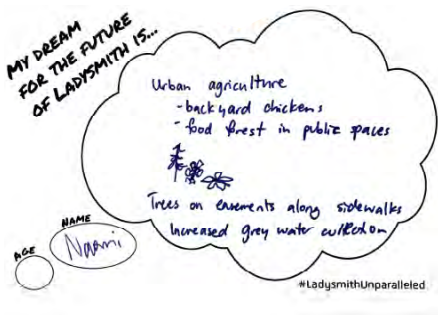 MY DREAM
FOR THE FUTURE
OF LADYSMITH IS...
Urban agriculture
- backyard chickens
- food forest in public spaces
Trees on easements along sidewalks
Increased grey water collection
NAME
Naomi
AGE
#LadysmithUnparalleled